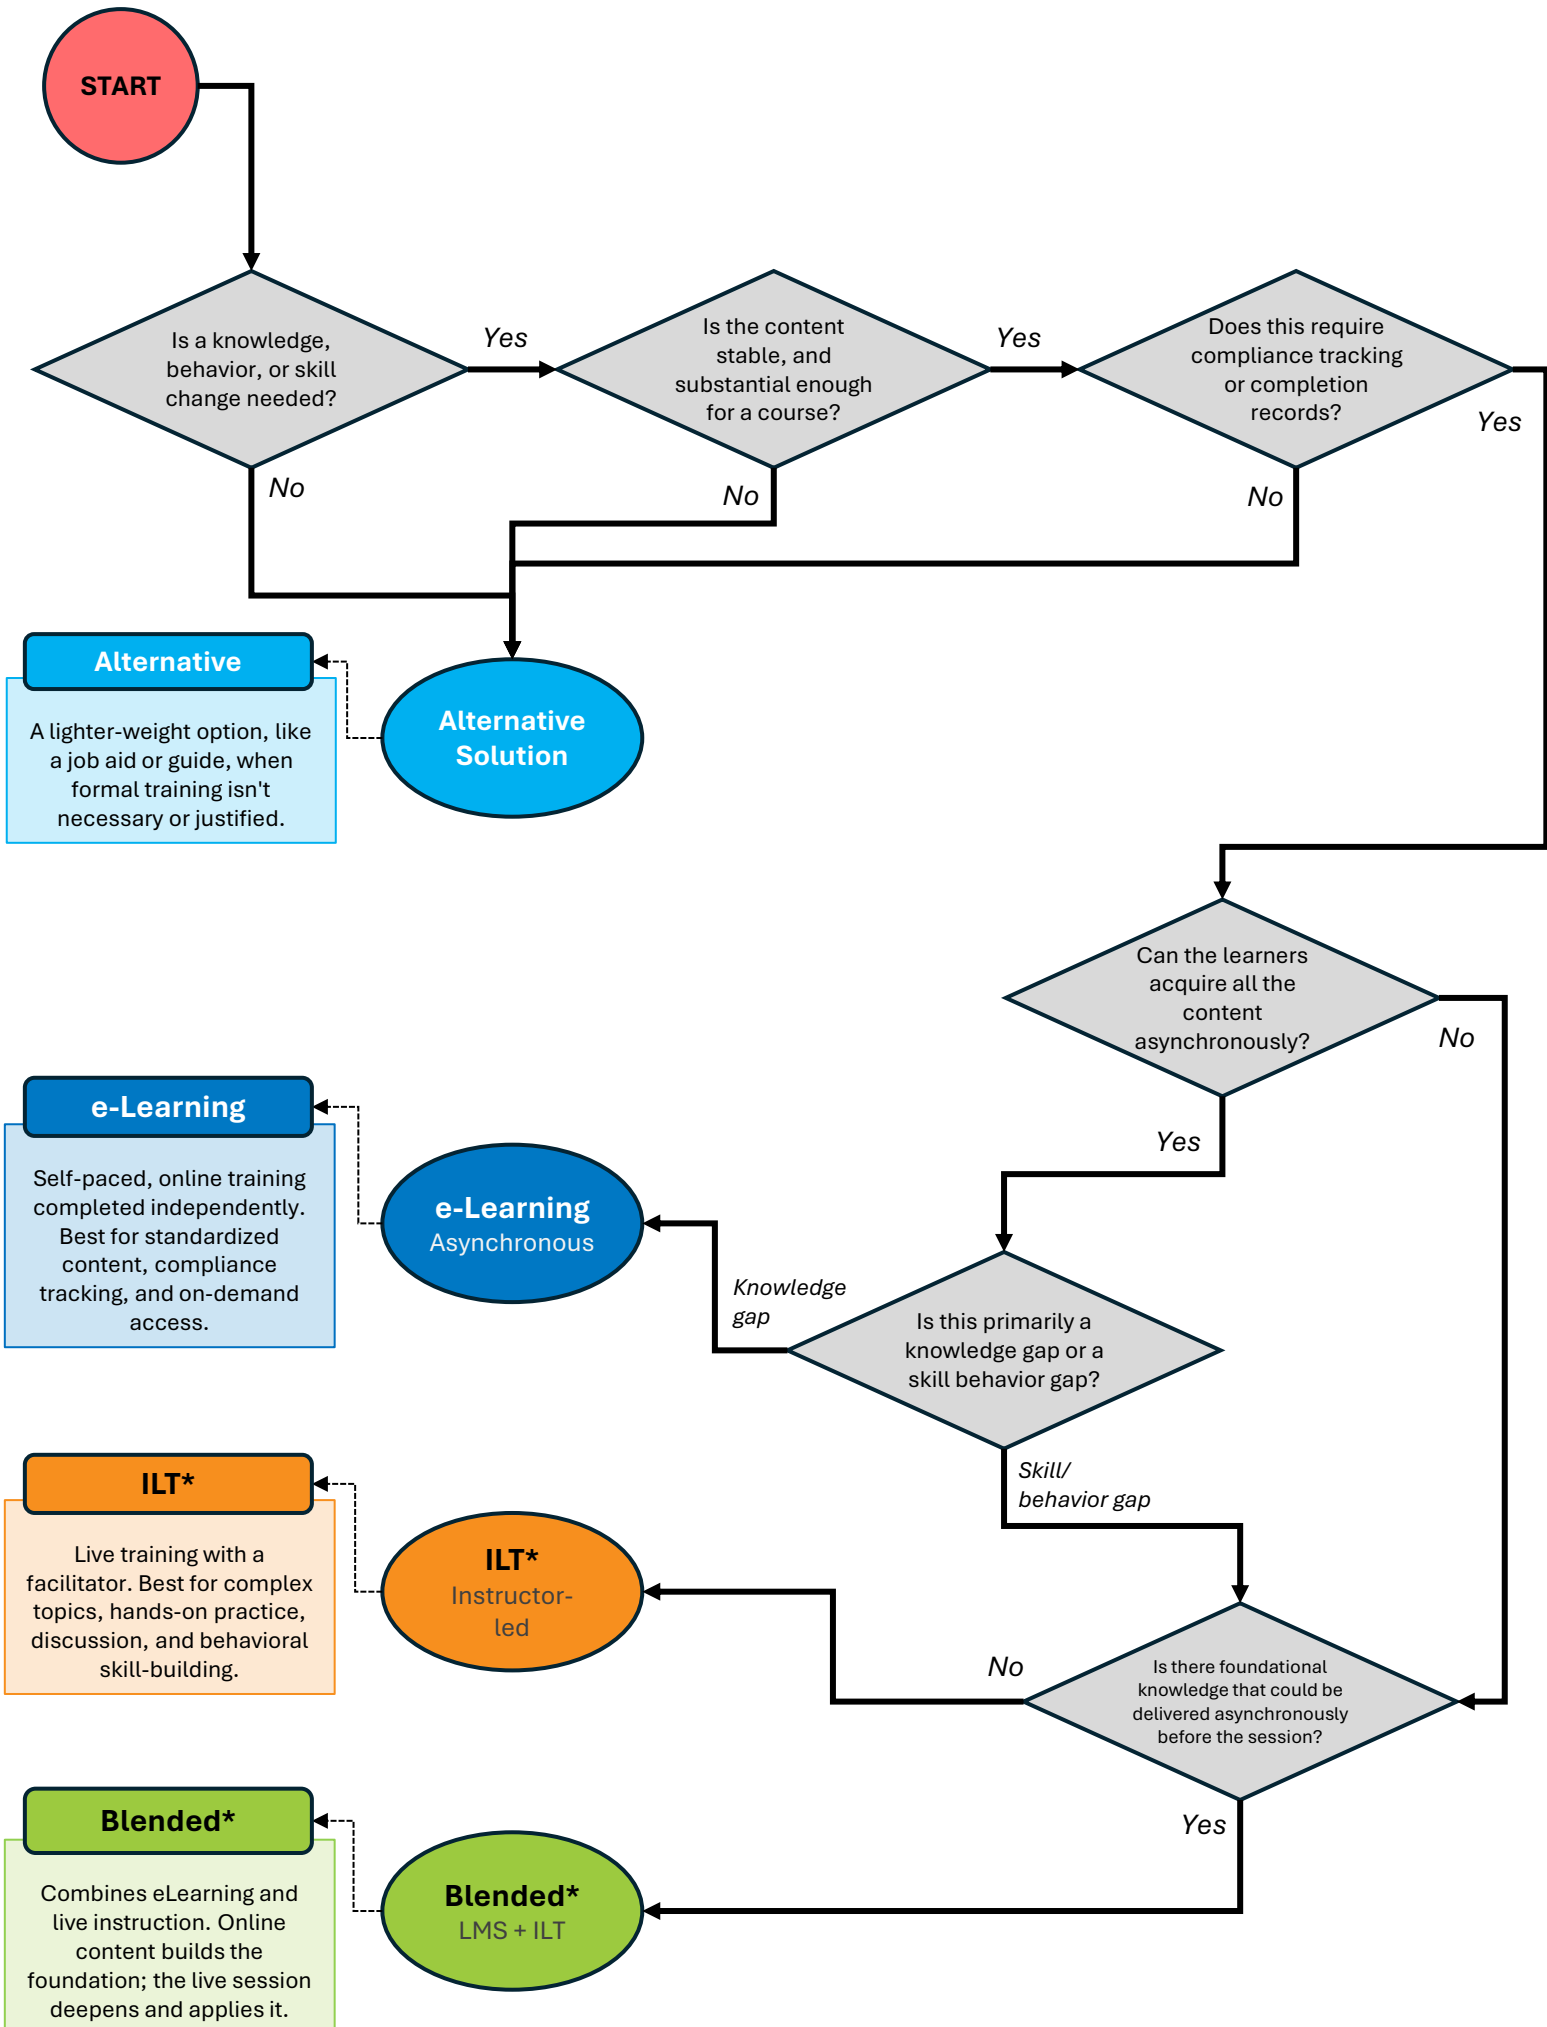 START
Is a knowledge,
behavior, or skill
change needed?
Yes
Is the content
stable, and
substantial enough
for a course?
Yes
Does this require
compliance tracking
or completion
records?
Yes
No
No
No
Alternative
A lighter-weight option, like
a job aid or guide, when
formal training isn't
necessary or justified.
Alternative
Solution
Can the learners
acquire all the
content
asynchronously?
No
Yes
e-Learning
Self-paced, online training
completed independently.
Best for standardized
content, compliance
tracking, and on-demand
access.
e-Learning
Asynchronous
Knowledge
gap
Is this primarily a
knowledge gap or a
skill behavior gap?
Skill/
behavior gap
ILT*
Live training with a
facilitator. Best for complex
topics, hands-on practice,
discussion, and behavioral
skill-building.
ILT*
Instructor-
led
No
Is there foundational
knowledge that could be
delivered asynchronously
before the session?
Yes
Blended*
Combines eLearning and
live instruction. Online
content builds the
foundation; the live session
deepens and applies it.
Blended*
LMS + ILT